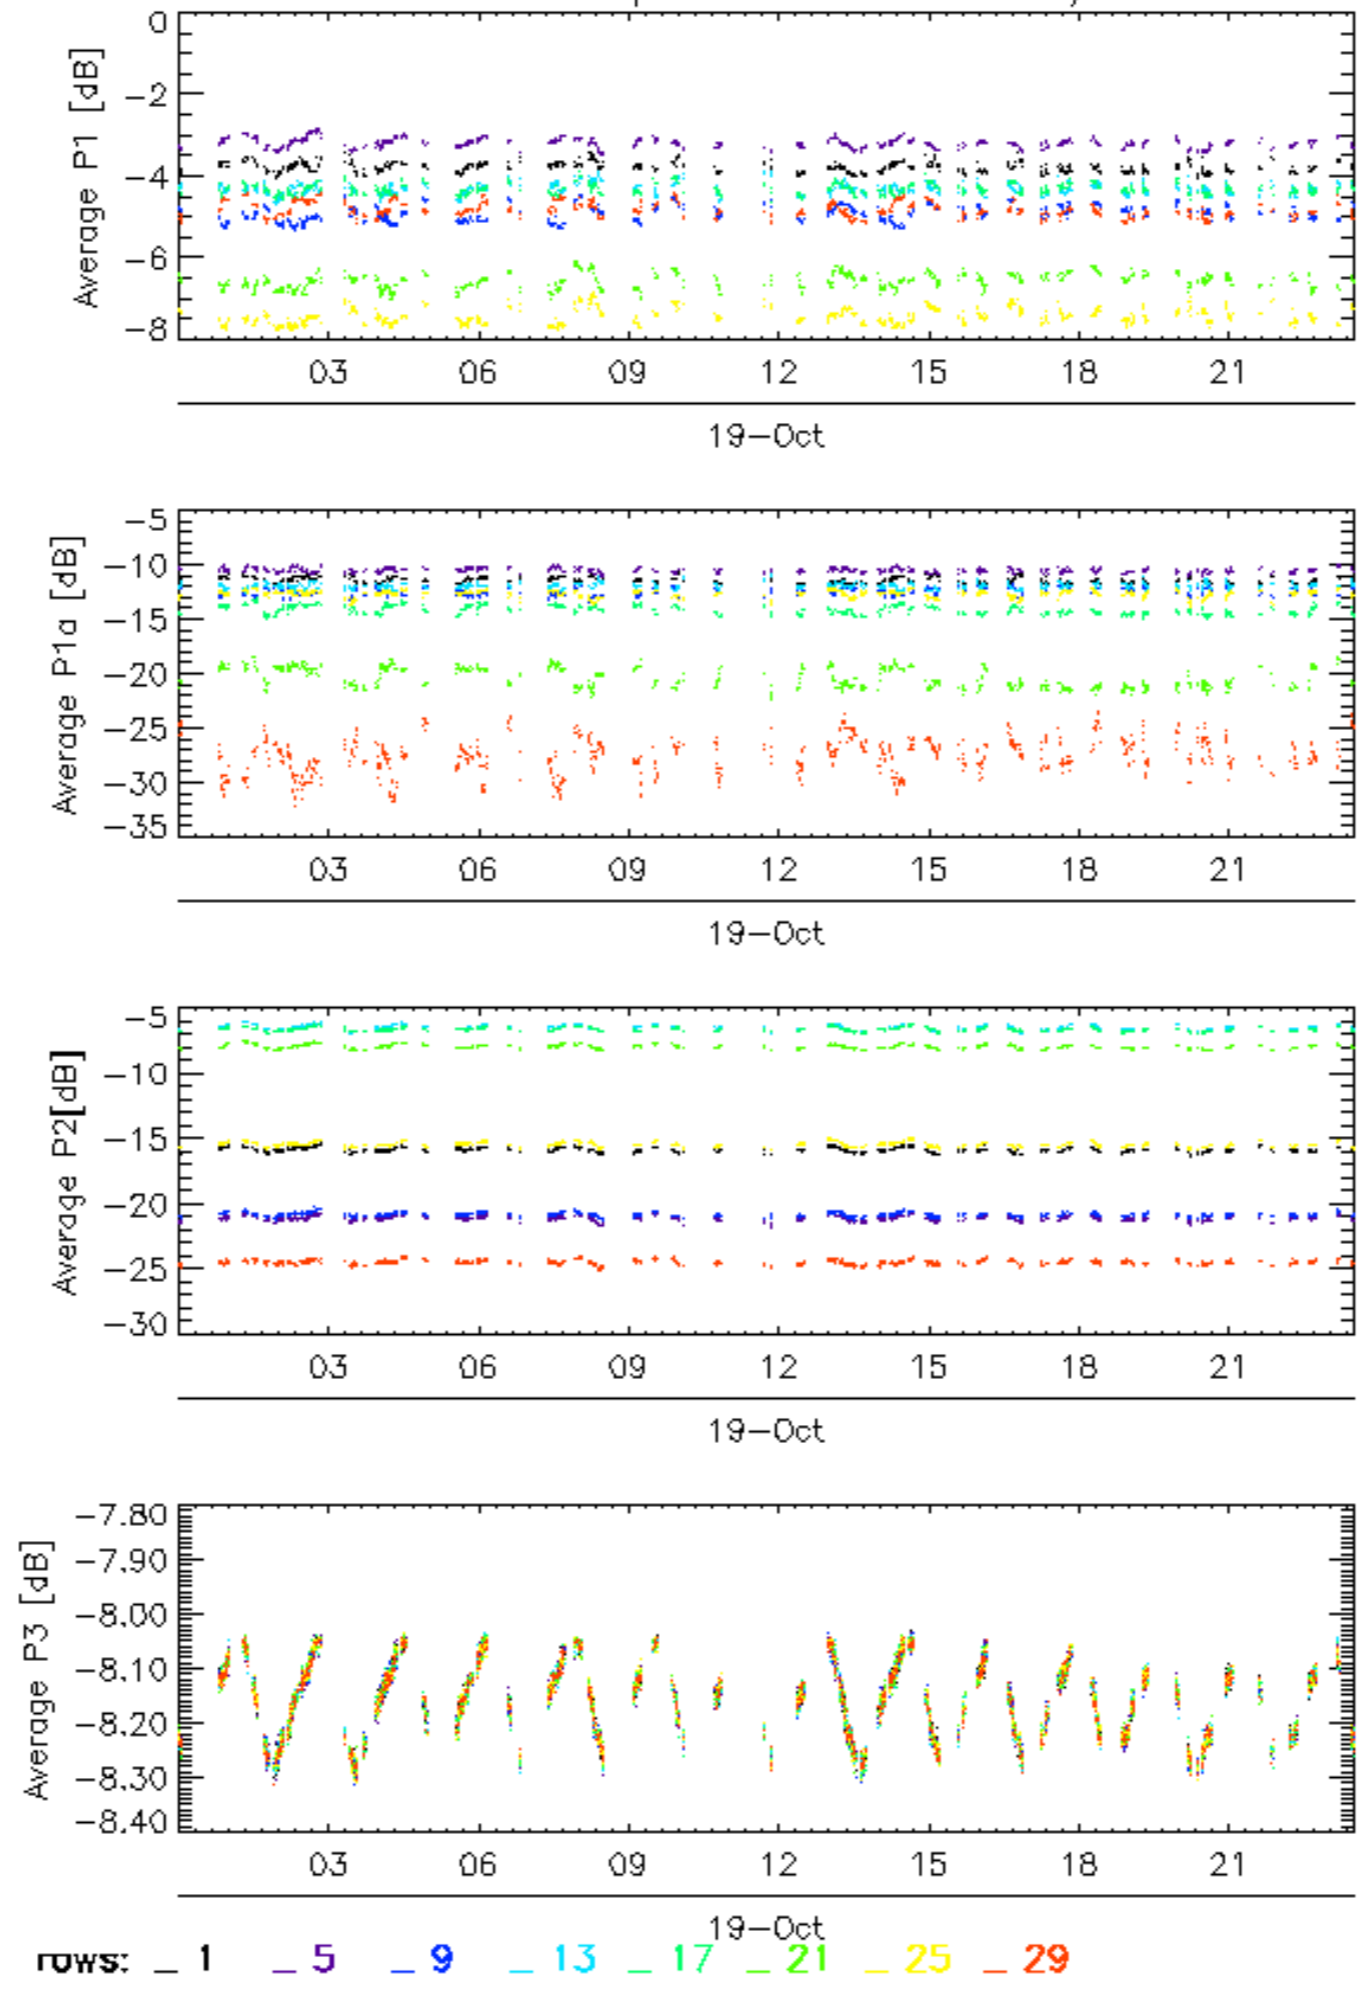 0
-2
-4
-6
-8
Average P1 [dB]
03 06 09 12 15 18 21
19-Oct
-5
-10
-15
-20
-25
-30
-35
Average P1a [dB]
03 06 09 12 15 18 21
19-Oct
-5
-10
-15
-20
-25
-30
Average P2[dB]
03 06 09 12 15 18 21
19-Oct
-7.80
-7.90
-8.00
-8.10
-8.20
-8.30
-8.40
Average P3 [dB]
03 06 09 12 15 18 21
19-Oct
rows: _ 1 _ 5 _ 9 _ 13 _ 17 _ 21 _ 25 _ 29